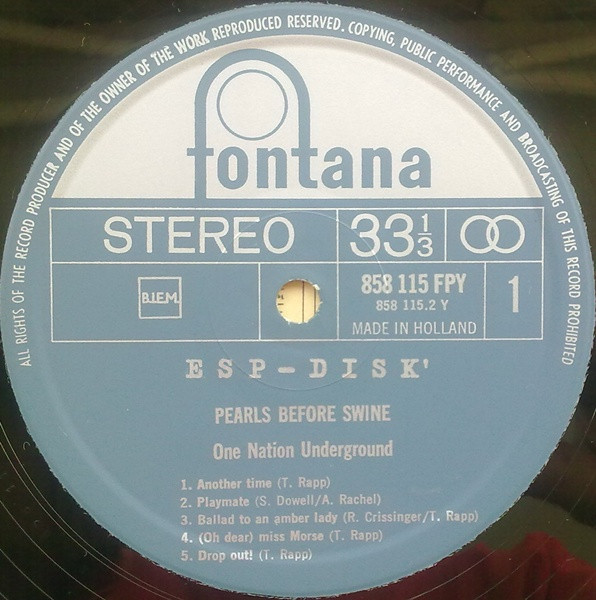 ALL RIGHTS OF THE RECORD PRODUCER AND OF THE OWNER OF THE WORK REPRODUCED RESERVED. COPYING, PUBLIC PERFORMANCE AND BROADCASTING OF THIS RECORD PROHIBITED
fontana
STEREO 33 1/3
B.I.E.M. 858 115 FPY 1
858 115.2 Y
MADE IN HOLLAND
ESP-DISK'
PEARLS BEFORE SWINE
One Nation Underground
1. Another time (T. Rapp)
2. Playmate (S. Dowell/A. Rachel)
3. Ballad to an amber lady (R. Crissinger/T. Rapp)
4. (Oh dear) miss Morse (T. Rapp)
5. Drop out! (T. Rapp)